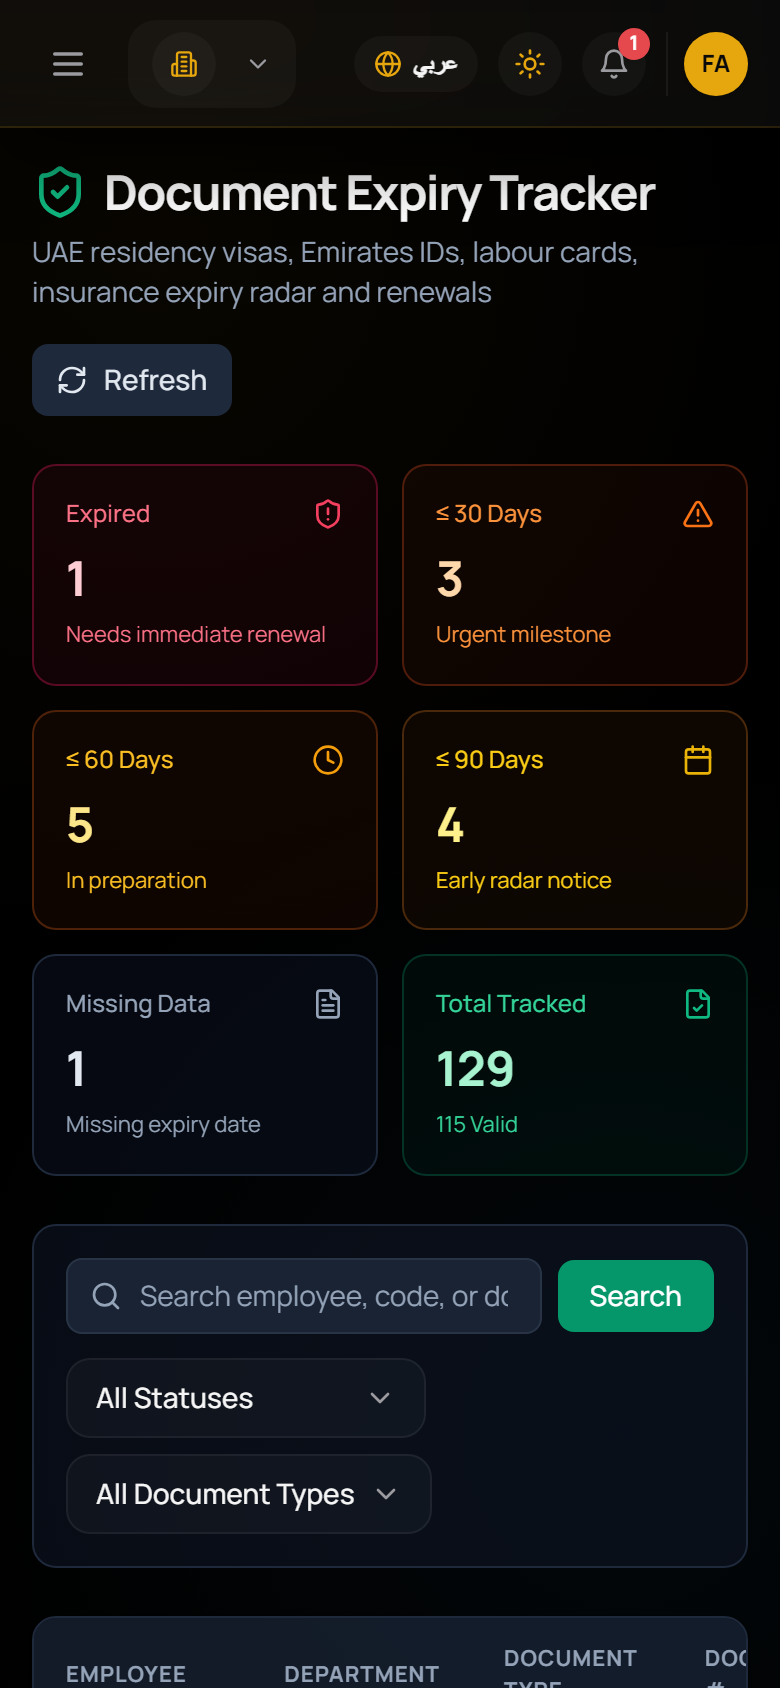 عربي
1
FA
Document Expiry Tracker
UAE residency visas, Emirates IDs, labour cards,
insurance expiry radar and renewals
Refresh
Expired
1
Needs immediate renewal
≤ 30 Days
3
Urgent milestone
≤ 60 Days
5
In preparation
≤ 90 Days
4
Early radar notice
Missing Data
1
Missing expiry date
Total Tracked
129
115 Valid
Search employee, code, or do
Search
All Statuses
All Document Types
EMPLOYEE
DEPARTMENT
DOCUMENT
TYPE
DOC
#